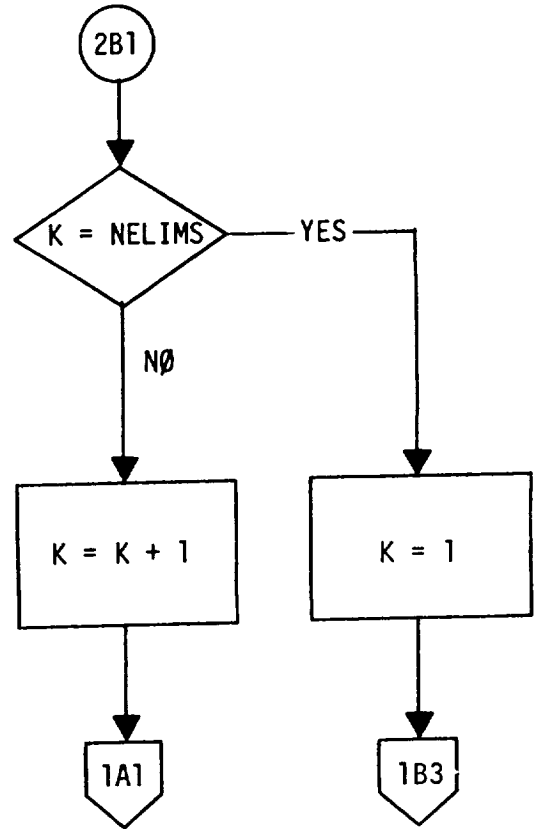 2B1
K = NELIMS
YES
NØ
K = K + 1
K = 1
1A1
1B3